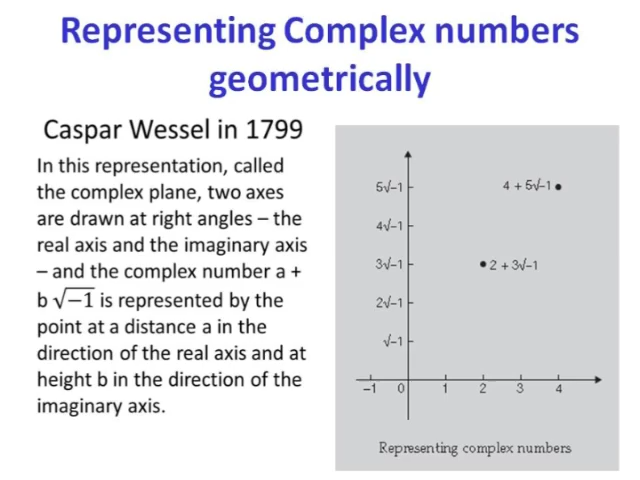 Representing Complex numbers
geometrically
Caspar Wessel in 1799
In this representation, called
the complex plane, two axes
are drawn at right angles – the
real axis and the imaginary axis
– and the complex number a +
b √−1 is represented by the
point at a distance a in the
direction of the real axis and at
height b in the direction of the
imaginary axis.
5√−1
4 + 5√−1
4√−1
3√−1
2 + 3√−1
2√−1
√−1
−1 0 1 2 3 4
Representing complex numbers